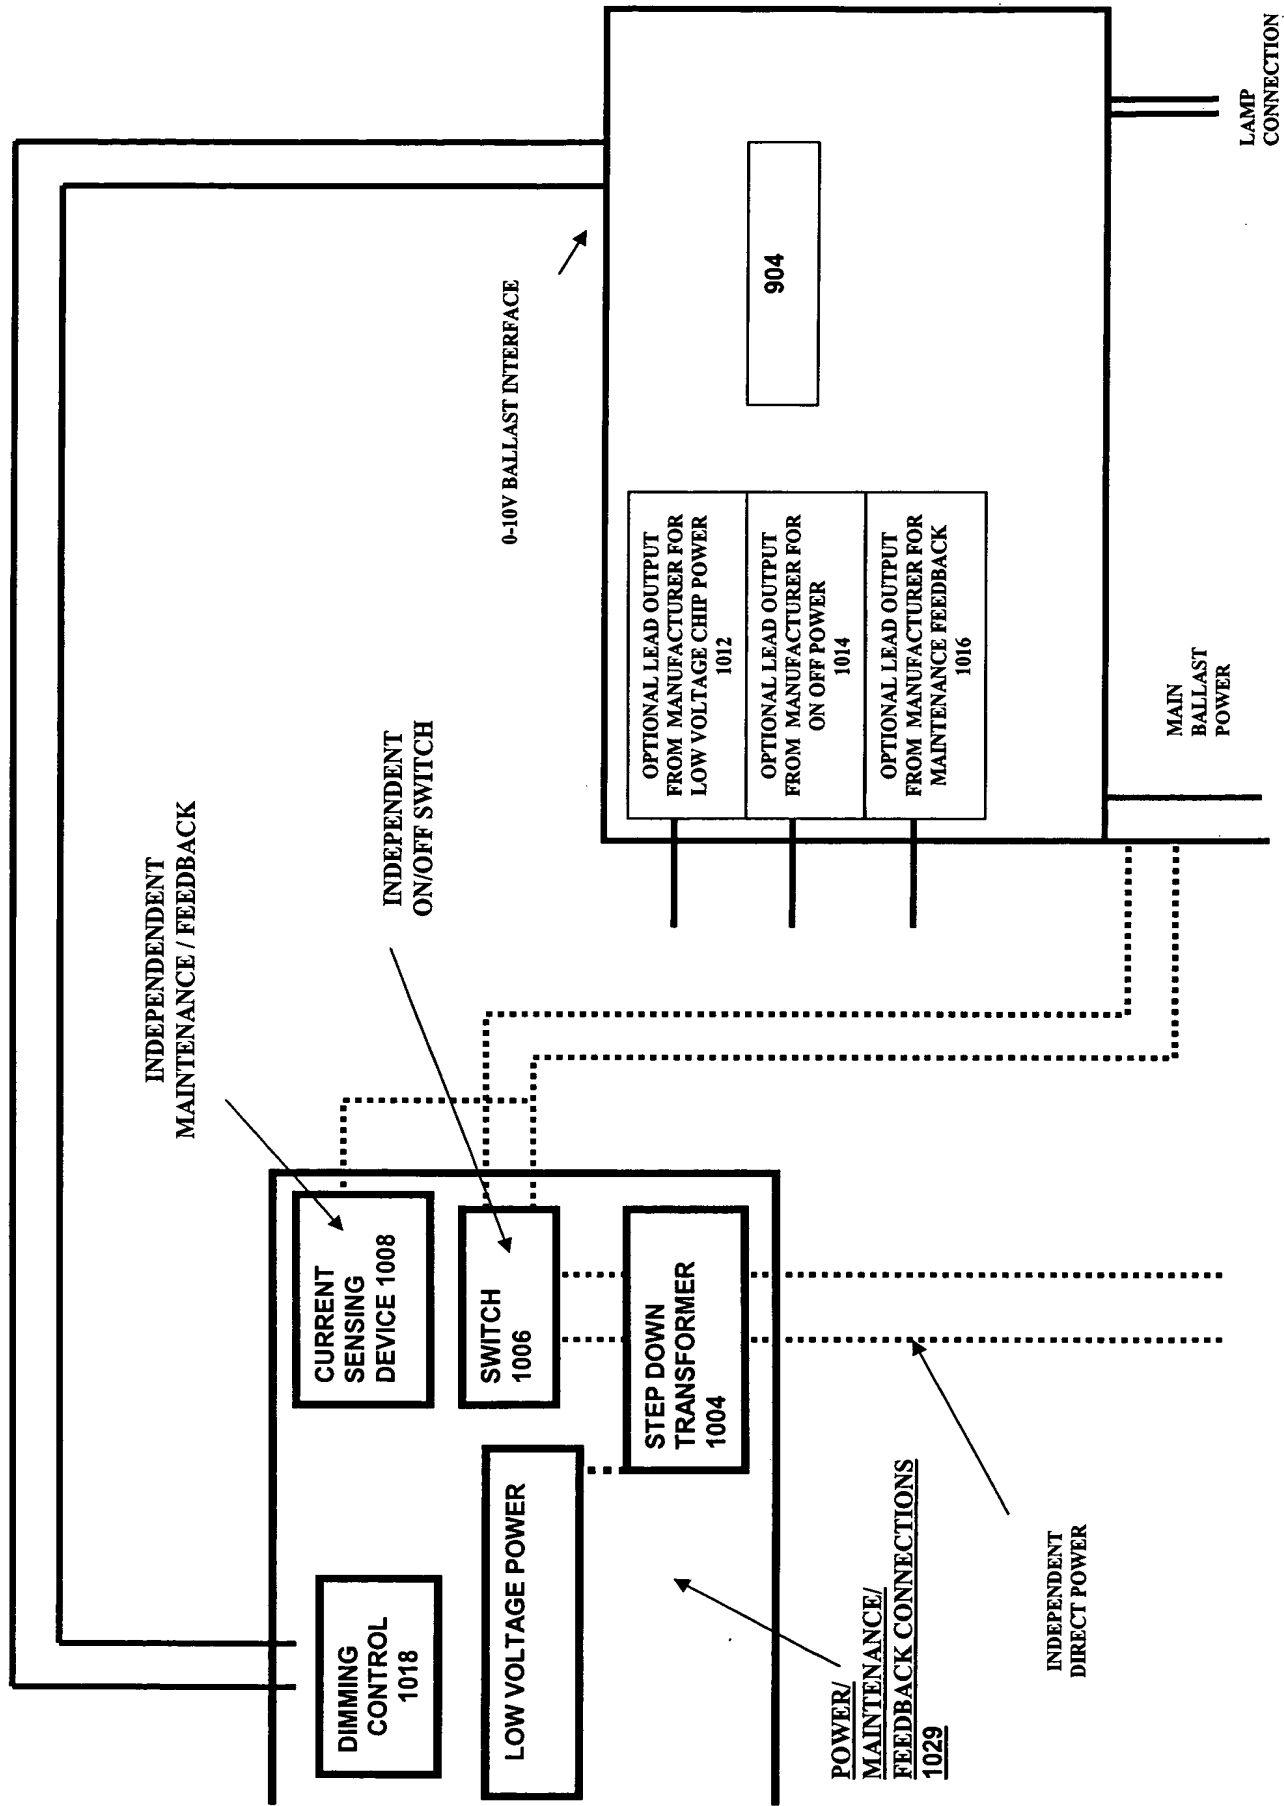 DIMMING
CONTROL
1018
CURRENT
SENSING
DEVICE 1008
INDEPENDENDENT
MAINTENANCE / FEEDBACK
LOW VOLTAGE POWER
SWITCH
1006
INDEPENDENT
ON/OFF SWITCH
0-10V BALLAST INTERFACE
STEP DOWN
TRANSFORMER
1004
OPTIONAL LEAD OUTPUT
FROM MANUFACTURER FOR
LOW VOLTAGE CHIP POWER
1012
OPTIONAL LEAD OUTPUT
FROM MANUFACTURER FOR
ON OFF POWER
1014
OPTIONAL LEAD OUTPUT
FROM MANUFACTURER FOR
MAINTENANCE FEEDBACK
1016
904
POWER/
MAINTENANCE/
FEEDBACK CONNECTIONS
1029
INDEPENDENT
DIRECT POWER
MAIN
BALLAST
POWER
LAMP
CONNECTION